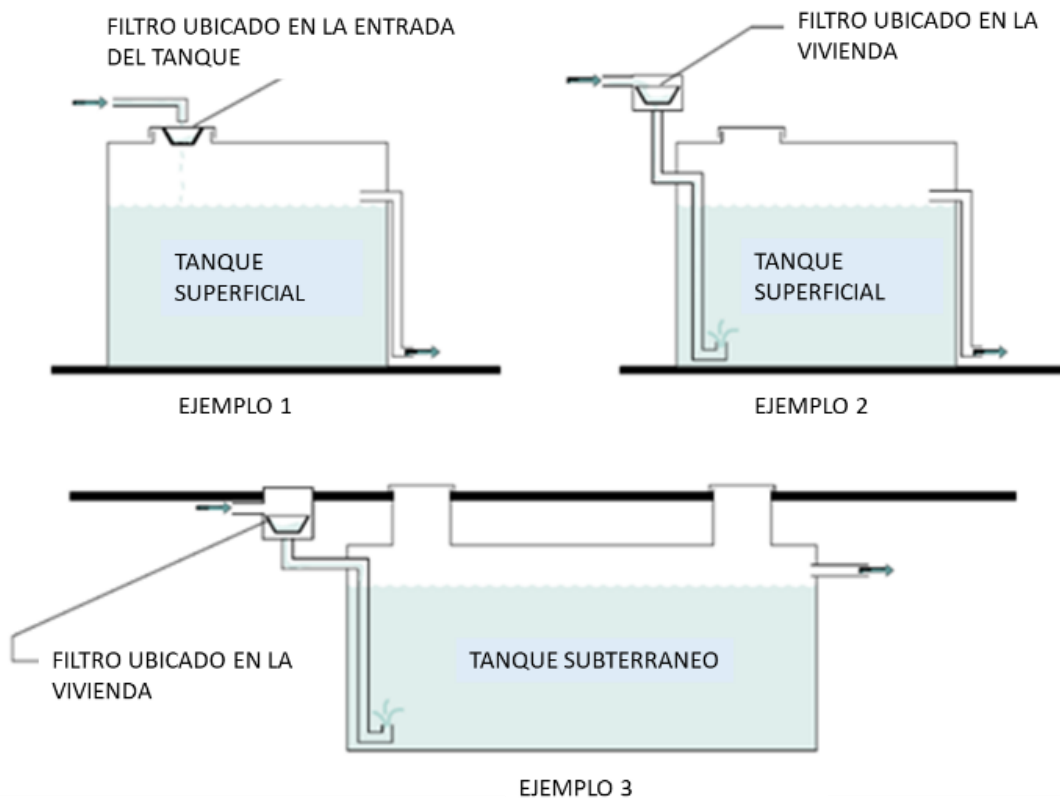 FILTRO UBICADO EN LA ENTRADA
DEL TANQUE
FILTRO UBICADO EN LA
VIVIENDA
TANQUE
SUPERFICIAL
TANQUE
SUPERFICIAL
EJEMPLO 1
EJEMPLO 2
FILTRO UBICADO EN LA
VIVIENDA
TANQUE SUBTERRANEO
EJEMPLO 3